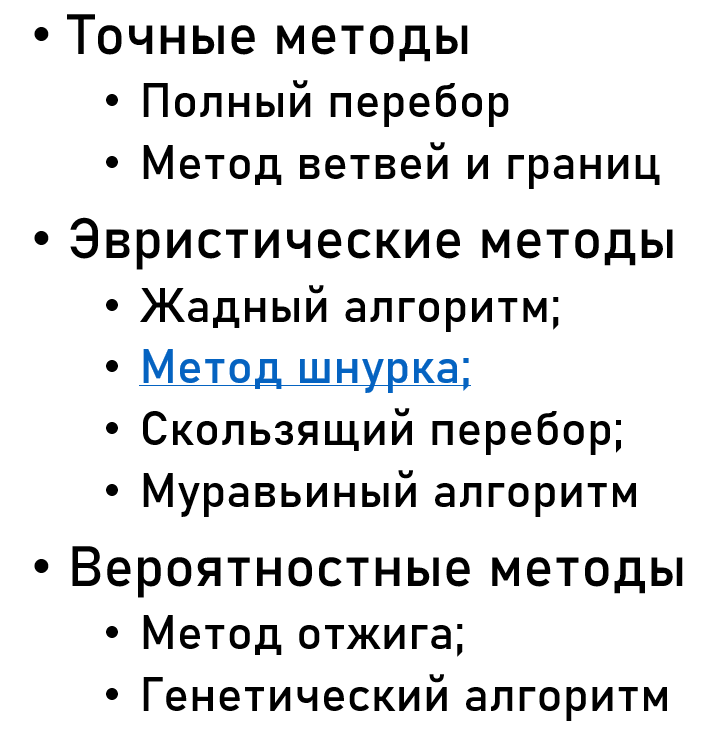 • Точные методы
• Полный перебор
• Метод ветвей и границ
• Эвристические методы
• Жадный алгоритм;
• Метод шнурка;
• Скользящий перебор;
• Муравьиный алгоритм
• Вероятностные методы
• Метод отжига;
• Генетический алгоритм